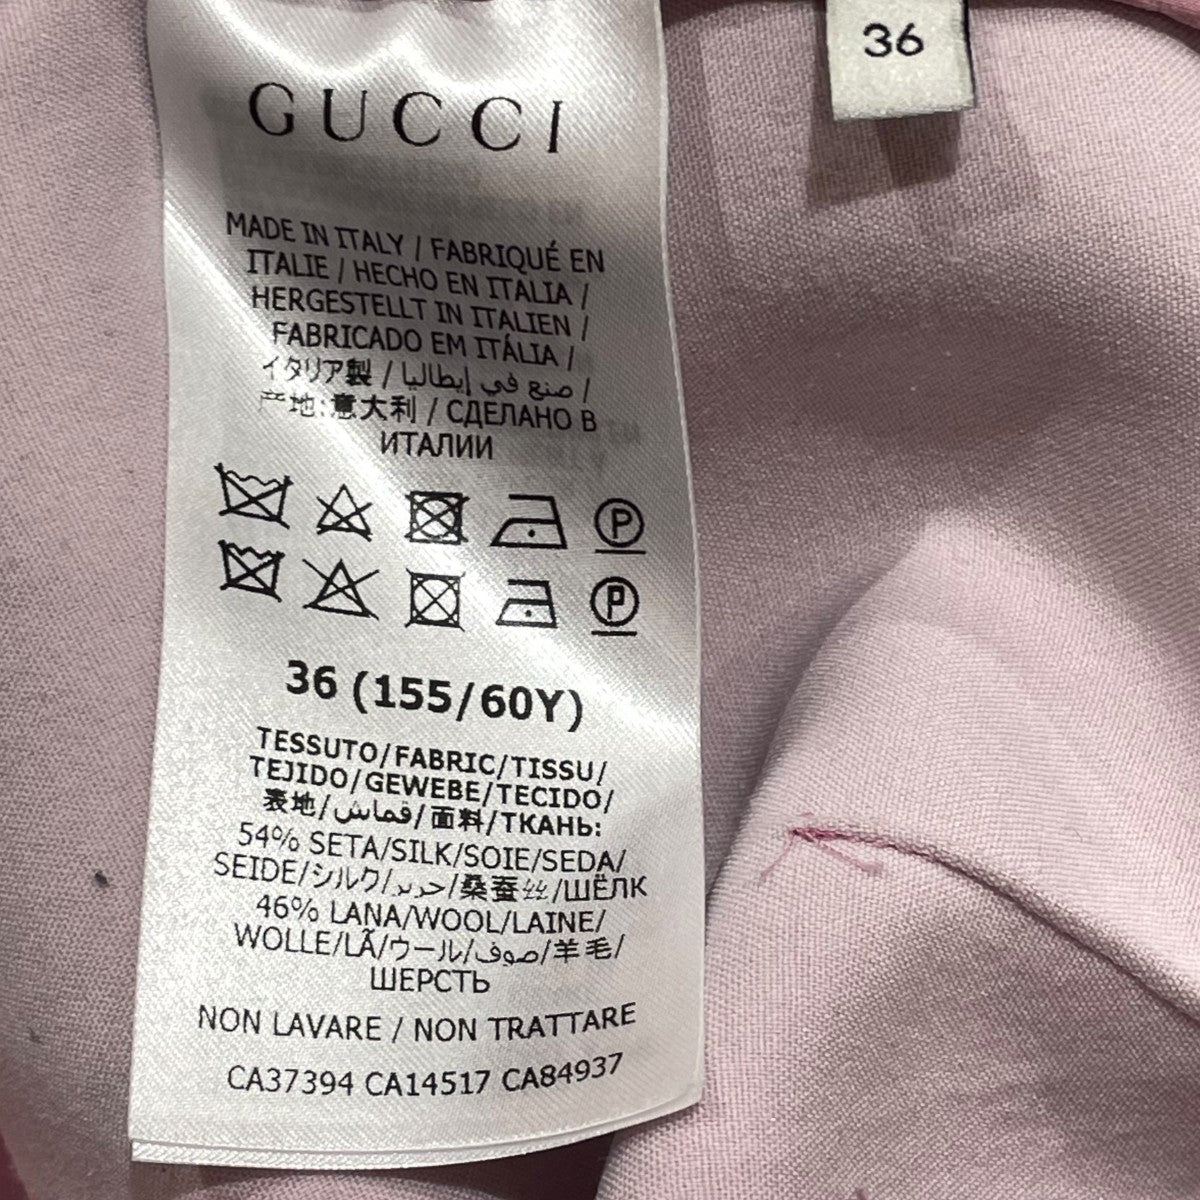 36
GUCCI
MADE IN ITALY / FABRIQUÉ EN
ITALIE / HECHO EN ITALIA /
HERGESTELLT IN ITALIEN /
FABRICADO EM ITÁLIA /
イタリア製 / صنع في إيطاليا /
产地:意大利 / СДЕЛАНО В
ИТАЛИИ
P
P
36 (155/60Y)
TESSUTO/FABRIC/TISSU/
TEJIDO/GEWEBE/TECIDO/
表地/قماش/面料/ТКАНЬ:
54% SETA/SILK/SOIE/SEDA/
SEIDE/シルク/حرير/桑蚕丝/ШЁЛК
46% LANA/WOOL/LAINE/
WOLLE/LÃ/ウール/صوف/羊毛/
ШЕРСТЬ
NON LAVARE / NON TRATTARE
CA37394 CA14517 CA84937